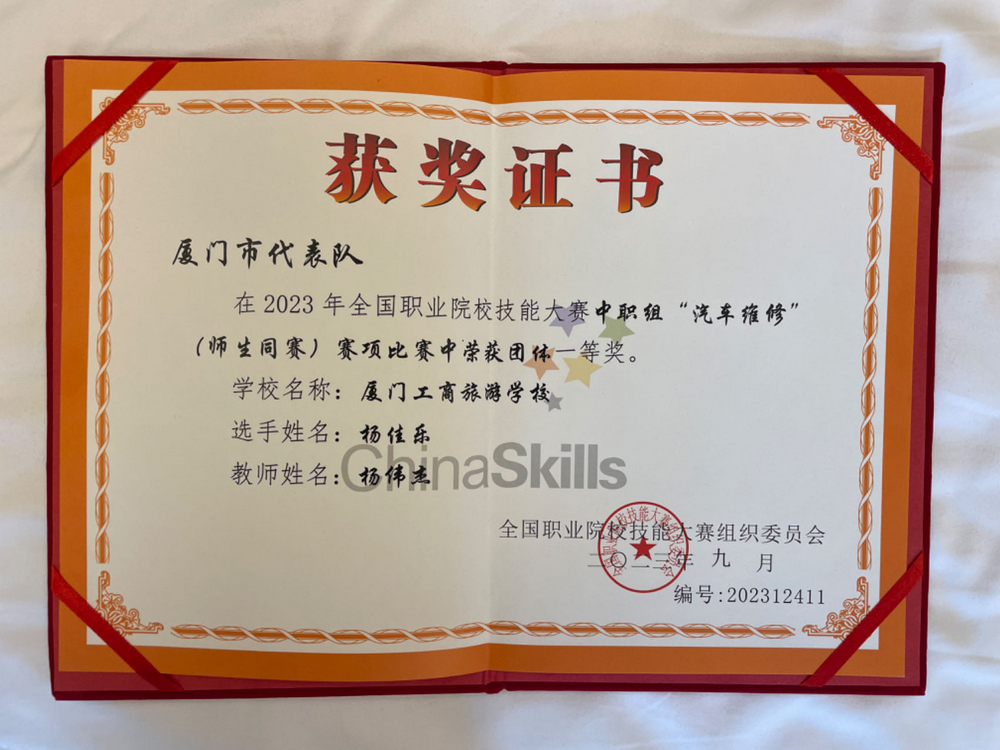 获奖证书
厦门市代表队
在2023年全国职业院校技能大赛中职组“汽车维修”
(师生同赛)赛项比赛中荣获团体一等奖。
学校名称:厦门工商旅游学校
选手姓名:杨佳乐
教师姓名:杨伟杰
ChinaSkills
全国职业院校技能大赛组织委员会
二〇二三年九月
编号:202312411